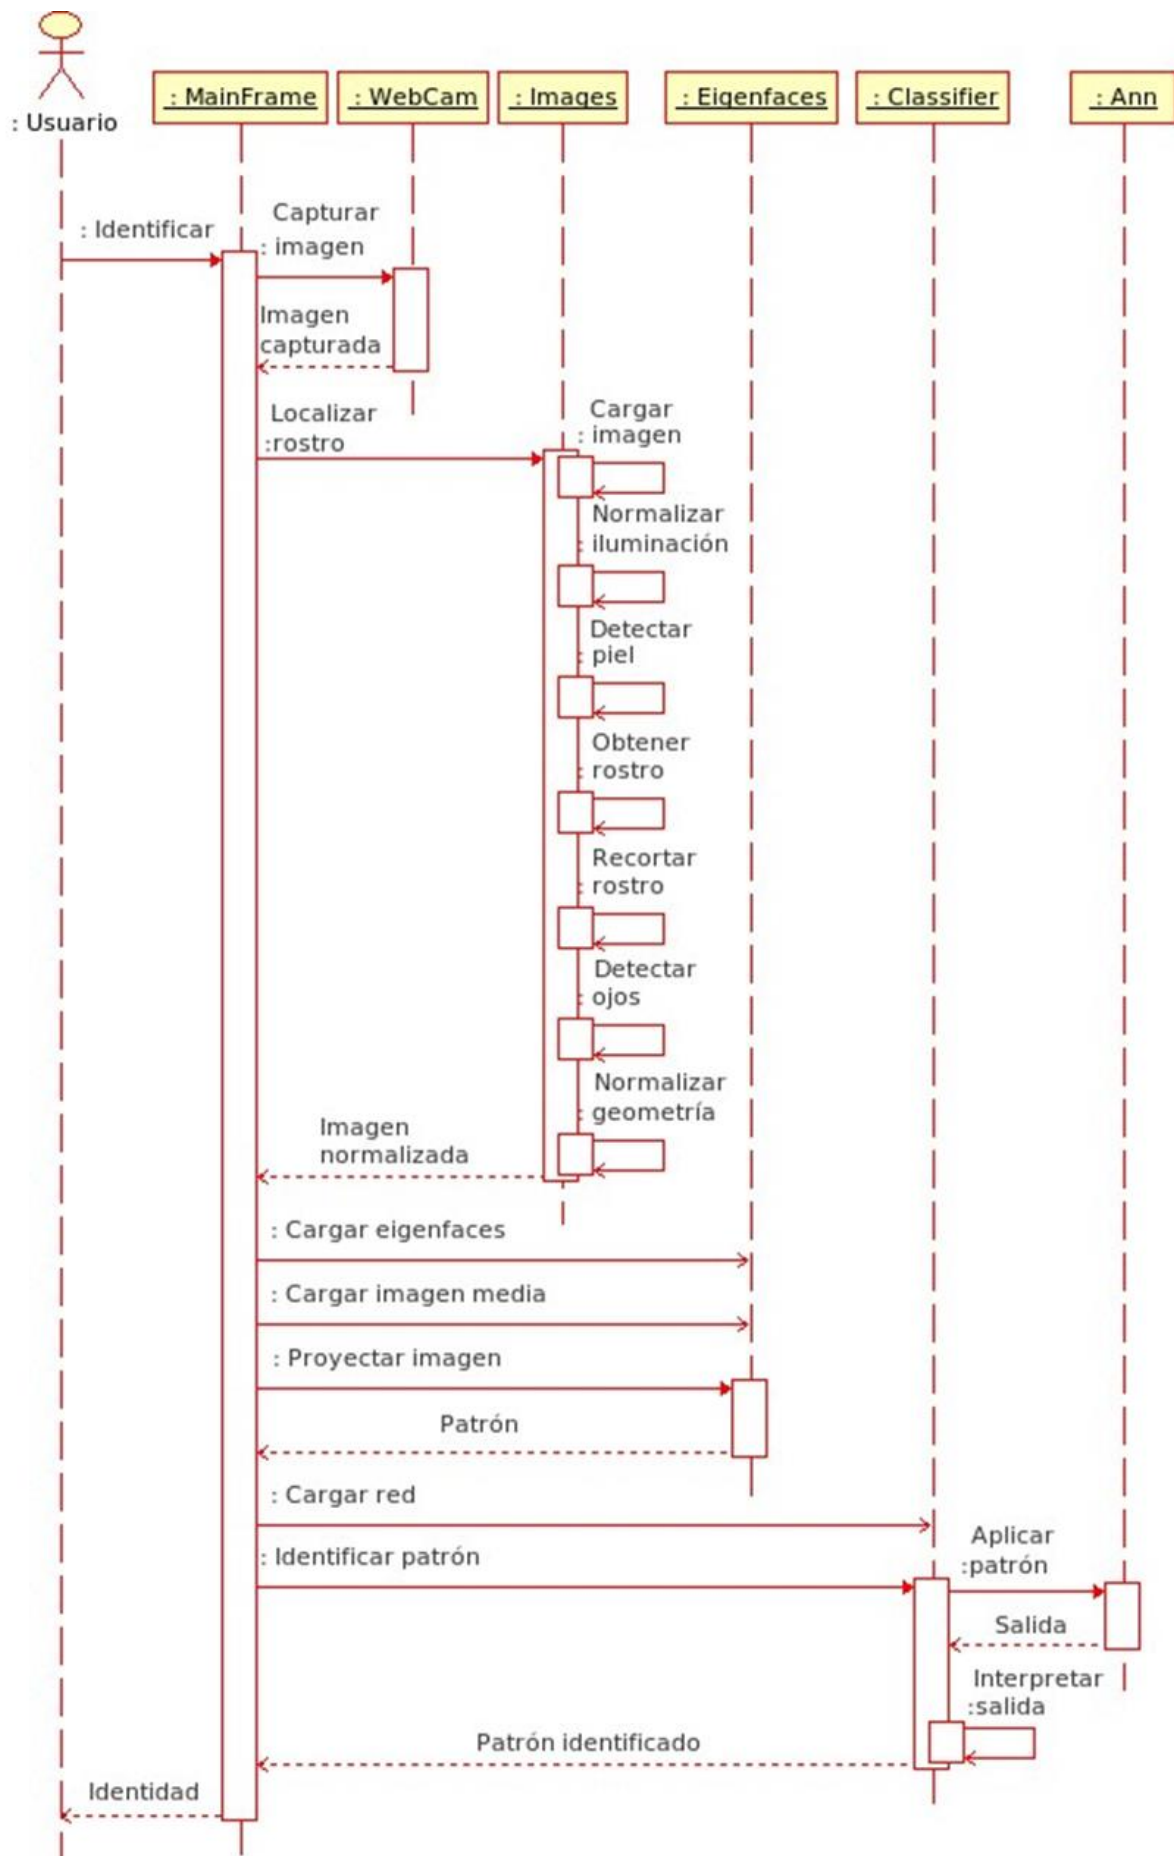 : Usuario
: MainFrame
: WebCam
: Images
: Eigenfaces
: Classifier
: Ann
: Identificar
Capturar
: imagen
Imagen
capturada
Localizar
:rostro
Cargar
: imagen
Normalizar
: iluminación
Detectar
: piel
Obtener
: rostro
Recortar
: rostro
Detectar
: ojos
Normalizar
: geometría
Imagen
normalizada
: Cargar eigenfaces
: Cargar imagen media
: Proyectar imagen
Patrón
: Cargar red
: Identificar patrón
Aplicar
:patrón
Salida
Interpretar
:salida
Patrón identificado
Identidad